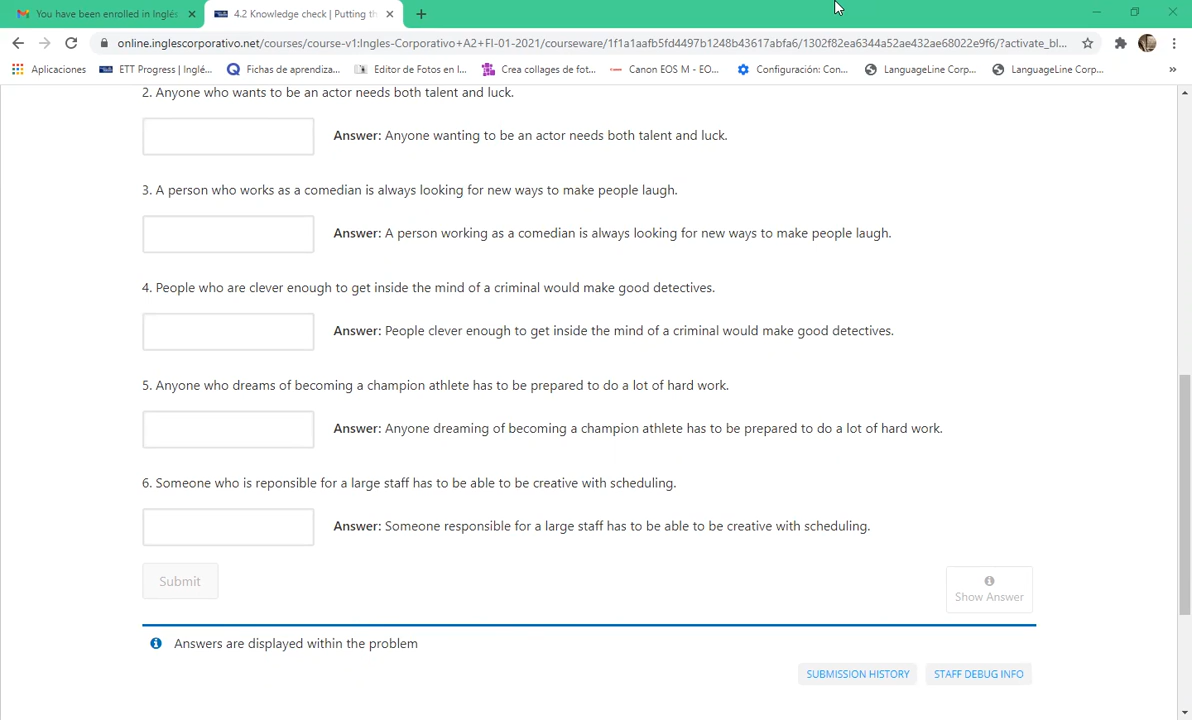 You have been enrolled in Inglés
4.2 Knowledge check | Putting th
online.inglescorporativo.net/courses/course-v1:Ingles-Corporativo+A2+FI-01-2021/courseware/1f1a1aafb5fd4497b1248b43617abfa6/1302f82ea6344a52ae432ae68022e9f6/?activate_bl...
Aplicaciones ETT Progress | Inglé... Fichas de aprendiza... Editor de Fotos en l... Crea collages de fot... Canon EOS M - EO... Configuración: Con... LanguageLine Corp... LanguageLine Corp... »
2. Anyone who wants to be an actor needs both talent and luck.
Answer: Anyone wanting to be an actor needs both talent and luck.
3. A person who works as a comedian is always looking for new ways to make people laugh.
Answer: A person working as a comedian is always looking for new ways to make people laugh.
4. People who are clever enough to get inside the mind of a criminal would make good detectives.
Answer: People clever enough to get inside the mind of a criminal would make good detectives.
5. Anyone who dreams of becoming a champion athlete has to be prepared to do a lot of hard work.
Answer: Anyone dreaming of becoming a champion athlete has to be prepared to do a lot of hard work.
6. Someone who is reponsible for a large staff has to be able to be creative with scheduling.
Answer: Someone responsible for a large staff has to be able to be creative with scheduling.
Submit
Show Answer
Answers are displayed within the problem
SUBMISSION HISTORY STAFF DEBUG INFO